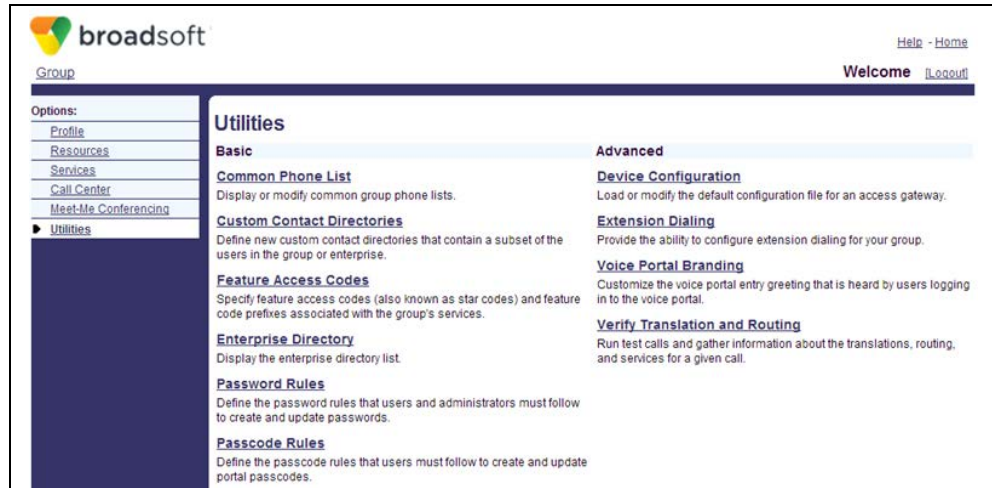 broadsoft
Help - Home
Group
Welcome [Logout]
Options:
Profile
Resources
Services
Call Center
Meet-Me Conferencing
Utilities
Utilities
Basic
Common Phone List
Display or modify common group phone lists.
Custom Contact Directories
Define new custom contact directories that contain a subset of the
users in the group or enterprise.
Feature Access Codes
Specify feature access codes (also known as star codes) and feature
code prefixes associated with the group's services.
Enterprise Directory
Display the enterprise directory list.
Password Rules
Define the password rules that users and administrators must follow
to create and update passwords.
Passcode Rules
Define the passcode rules that users must follow to create and update
portal passcodes.
Advanced
Device Configuration
Load or modify the default configuration file for an access gateway.
Extension Dialing
Provide the ability to configure extension dialing for your group.
Voice Portal Branding
Customize the voice portal entry greeting that is heard by users logging
in to the voice portal.
Verify Translation and Routing
Run test calls and gather information about the translations, routing,
and services for a given call.